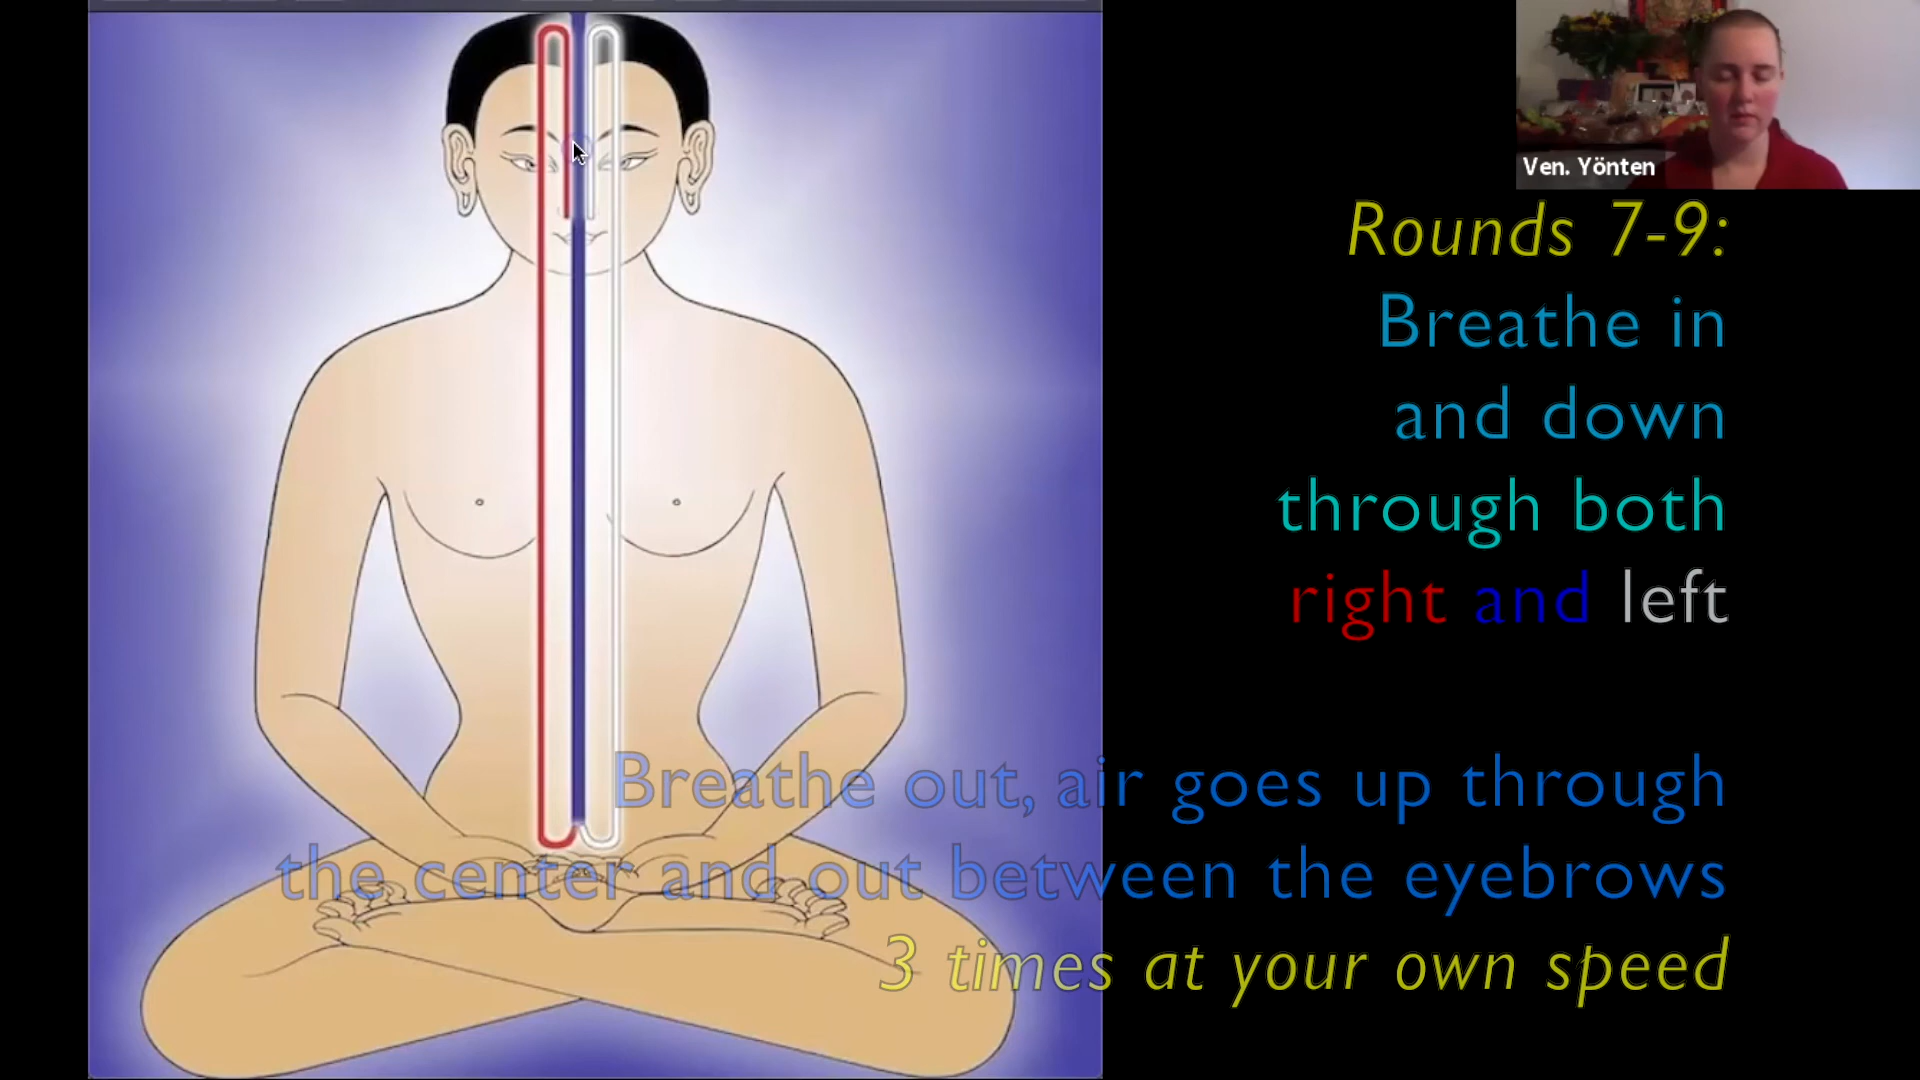 Ven. Yönten
Rounds 7-9:
Breathe in
and down
through both
right and left
Breathe out, air goes up through
the center and out between the eyebrows
3 times at your own speed